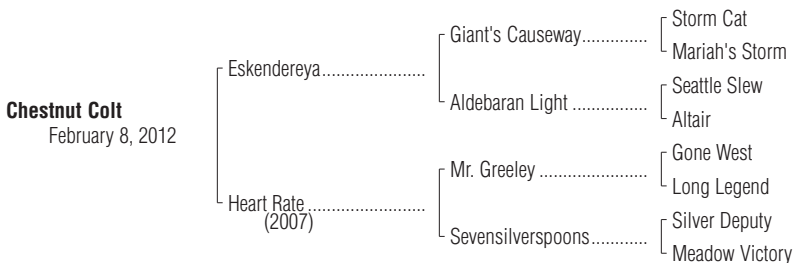 Chestnut Colt
February 8, 2012
Eskendereya......................
Heart Rate.........................
(2007)
Giant's Causeway..............
Aldebaran Light ................
Mr. Greeley .......................
Sevensilverspoons............
Storm Cat
Mariah's Storm
Seattle Slew
Altair
Gone West
Long Legend
Silver Deputy
Meadow Victory